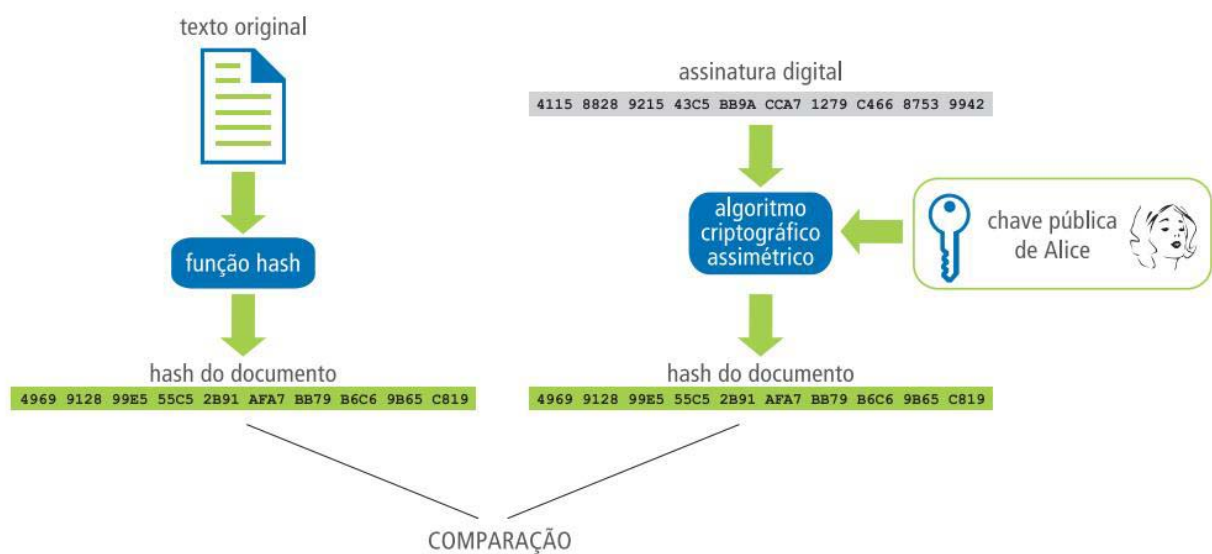 texto original
função hash
hash do documento
4969 9128 99E5 55C5 2B91 AFA7 BB79 B6C6 9B65 C819
assinatura digital
4115 8828 9215 43C5 BB9A CCA7 1279 C466 8753 9942
algoritmo
criptográfico
assimétrico
chave pública
de Alice
hash do documento
4969 9128 99E5 55C5 2B91 AFA7 BB79 B6C6 9B65 C819
COMPARAÇÃO